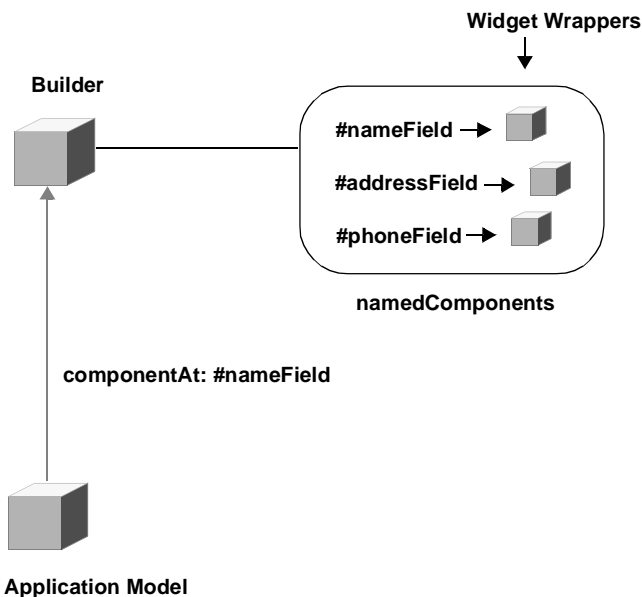 Widget Wrappers
Builder
#nameField
#addressField
#phoneField
namedComponents
componentAt: #nameField
Application Model